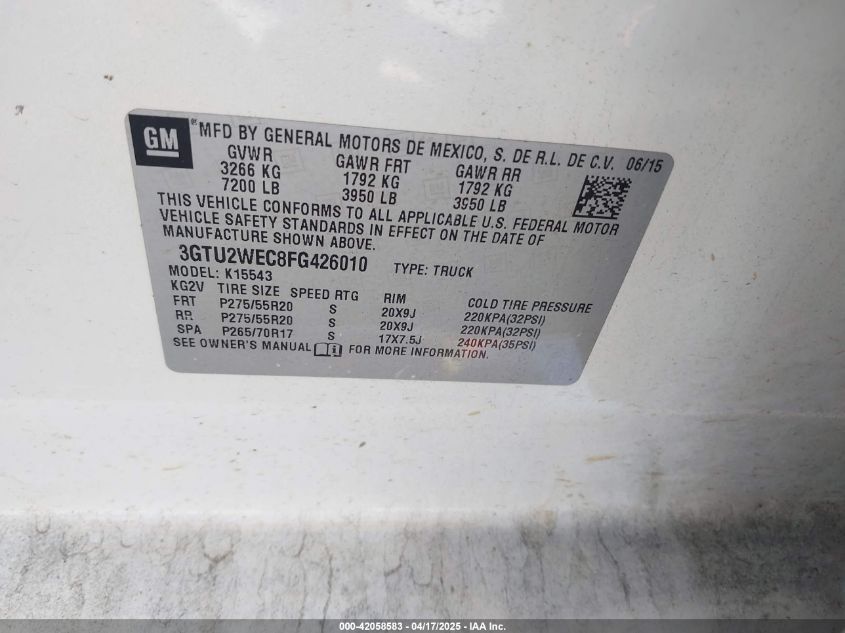 GM
® MFD BY GENERAL MOTORS DE MEXICO, S. DE R.L. DE C.V. 06/15
GVWR GAWR FRT GAWR RR
3266 KG 1792 KG 1792 KG
7200 LB 3950 LB 3950 LB
THIS VEHICLE CONFORMS TO ALL APPLICABLE U.S. FEDERAL MOTOR
VEHICLE SAFETY STANDARDS IN EFFECT ON THE DATE OF
MANUFACTURE SHOWN ABOVE.
3GTU2WEC8FG426010 TYPE: TRUCK
MODEL: K15543
KG2V TIRE SIZE SPEED RTG RIM COLD TIRE PRESSURE
FRT P275/55R20 S 20X9J 220KPA(32PSI)
RR P275/55R20 S 20X9J 220KPA(32PSI)
SPA P265/70R17 S 17X7.5J 240KPA(35PSI)
SEE OWNER'S MANUAL FOR MORE INFORMATION.
000-42058583 - 04/17/2025 - IAA Inc.